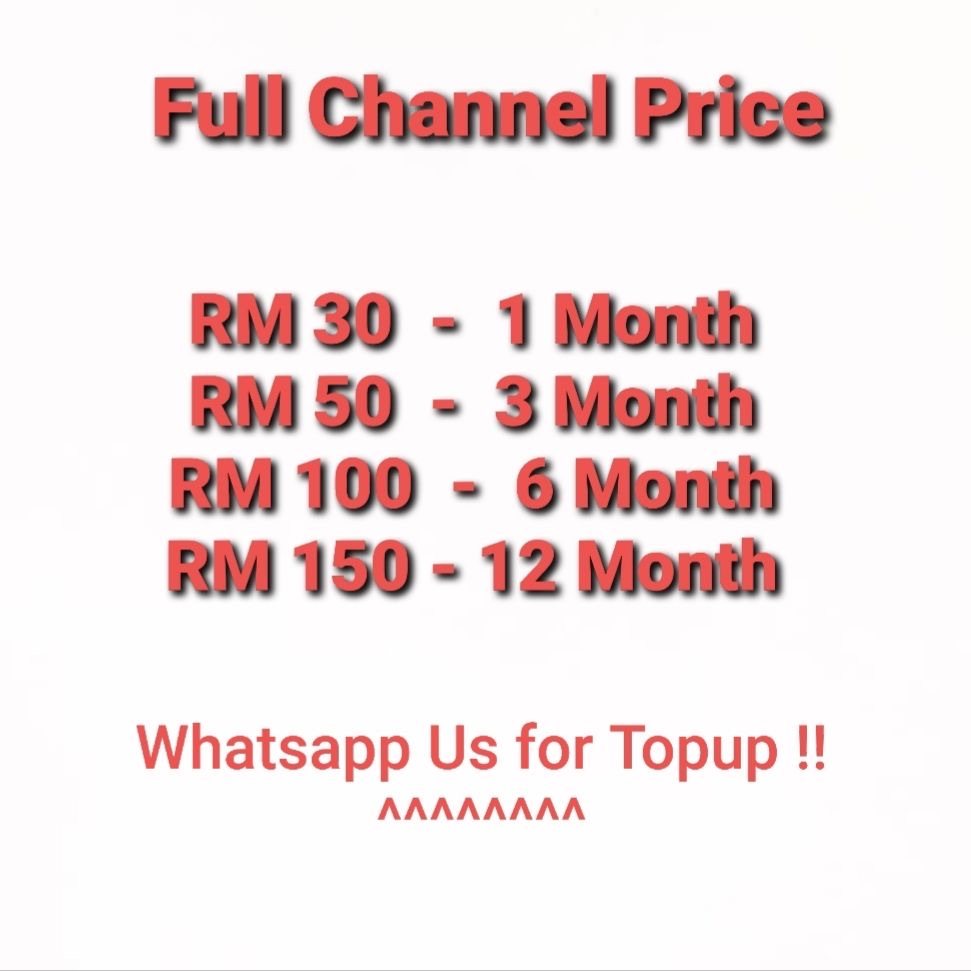 Full Channel Price
RM 30 - 1 Month
RM 50 - 3 Month
RM 100 - 6 Month
RM 150 - 12 Month
Whatsapp Us for Topup !!
^^^^^^^^